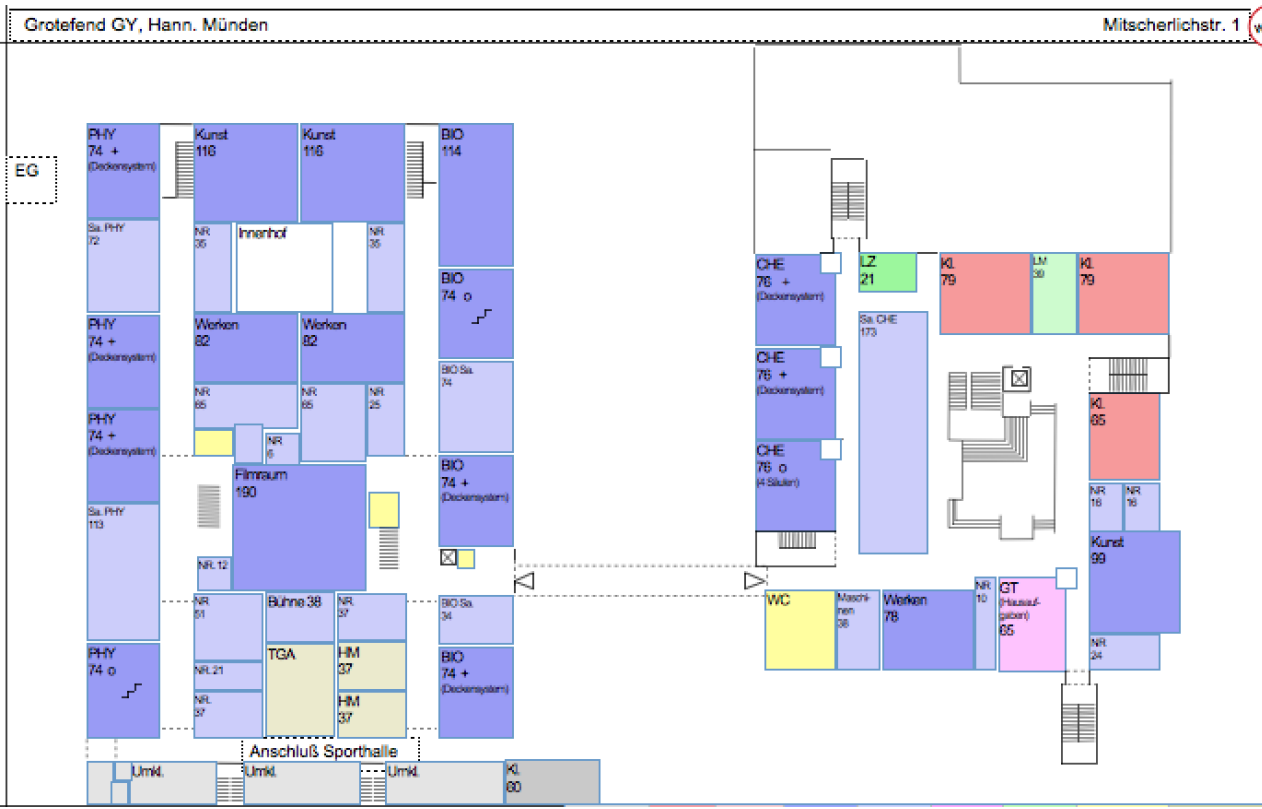 Grotefend GY, Hann. Münden
Mitscherlichstr. 1
EG
PHY
74 +
(Deckensystem)
Kunst
116
Kunst
116
BIO
114
Sa. PHY
72
NR
35
Innenhof
NR
35
BIO
74 o
PHY
74 +
(Deckensystem)
Werken
82
Werken
82
BIO Sa.
74
NR
65
NR
65
NR
25
PHY
74 +
(Deckensystem)
NR
6
Filmraum
190
BIO
74 +
(Deckensystem)
Sa. PHY
113
NR. 12
NR
51
Bühne 38
NR.
37
BIO Sa.
34
PHY
74 o
TGA
HM
37
NR. 21
BIO
74 +
(Deckensystem)
NR.
37
HM
37
Anschluß Sporthalle
Umkl.
Umkl.
Umkl.
Kl.
60
CHE
76 +
(Deckensystem)
LZ
21
Kl.
79
LM
39
Kl.
79
Sa. CHE
173
CHE
76 +
(Deckensystem)
Kl.
65
CHE
76 o
(4 Säulen)
NR
16
NR
16
Kunst
99
WC
Maschi-
nen
38
Werken
78
NR
10
GT
(Hausauf-
gaben)
65
NR
24